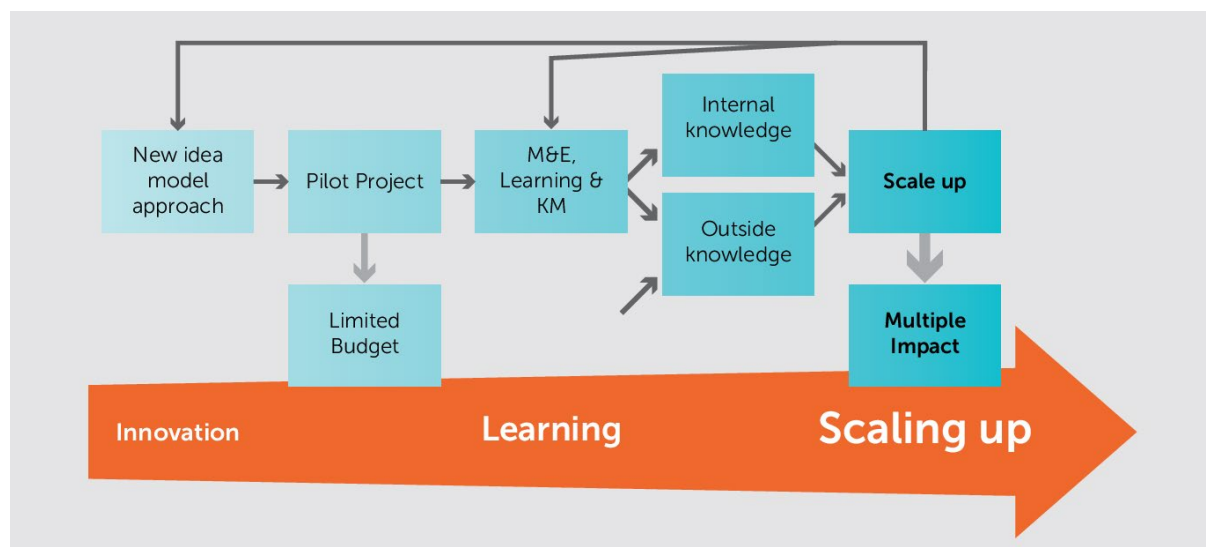 New idea
model
approach
Pilot Project
M&E,
Learning &
KM
Internal
knowledge
Outside
knowledge
Scale up
Limited
Budget
Multiple
Impact
Innovation
Learning
Scaling up